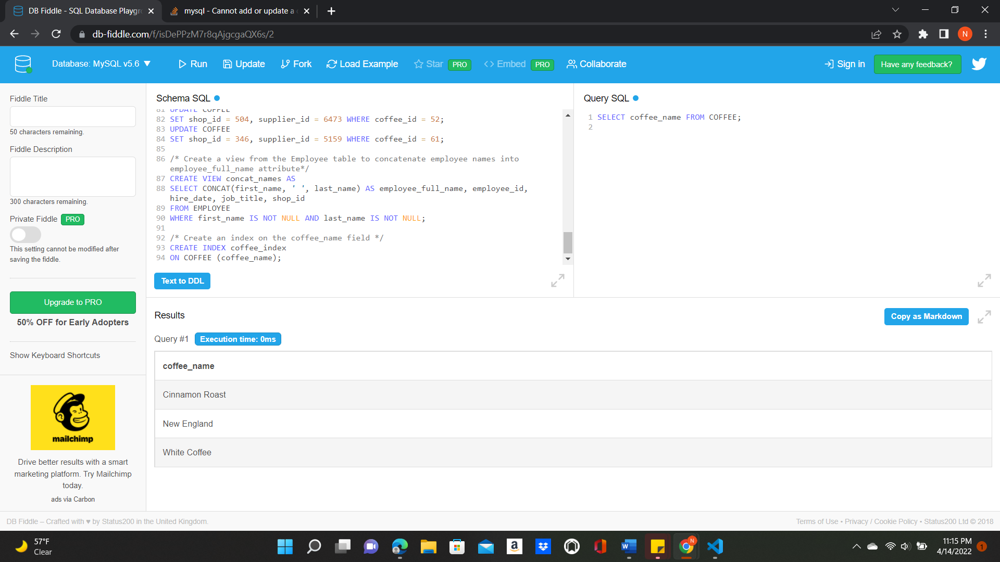 DB Fiddle - SQL Database Playgr
mysql - Cannot add or update a
db-fiddle.com/f/isDePPzM7r8qAjgcgaQX6s/2
N
Database: MySQL v5.6 ▼
Run
Update
Fork
Load Example
Star PRO
Embed PRO
Collaborate
Sign in
Have any feedback?
Fiddle Title
50 characters remaining.
Fiddle Description
300 characters remaining.
Private Fiddle PRO
This setting cannot be modified after
saving the fiddle.
Upgrade to PRO
50% OFF for Early Adopters
Show Keyboard Shortcuts
mailchimp
Drive better results with a smart
marketing platform. Try Mailchimp
today.
ads via Carbon
Schema SQL
81 UPDATE COFFEE
82 SET shop_id = 504, supplier_id = 6473 WHERE coffee_id = 52;
83 UPDATE COFFEE
84 SET shop_id = 346, supplier_id = 5159 WHERE coffee_id = 61;
85
86 /* Create a view from the Employee table to concatenate employee names into
employee_full_name attribute*/
87 CREATE VIEW concat_names AS
88 SELECT CONCAT(first_name, ' ', last_name) AS employee_full_name, employee_id,
hire_date, job_title, shop_id
89 FROM EMPLOYEE
90 WHERE first_name IS NOT NULL AND last_name IS NOT NULL;
91
92 /* Create an index on the coffee_name field */
93 CREATE INDEX coffee_index
94 ON COFFEE (coffee_name);
Text to DDL
Query SQL
1 SELECT coffee_name FROM COFFEE;
2
Results
Copy as Markdown
Query #1 Execution time: 0ms
coffee_name
Cinnamon Roast
New England
White Coffee
DB Fiddle – Crafted with ♥ by Status200 in the United Kingdom.
Terms of Use • Privacy / Cookie Policy • Status200 Ltd © 2018
57°F
Clear
a
W
N
11:15 PM
4/14/2022
1